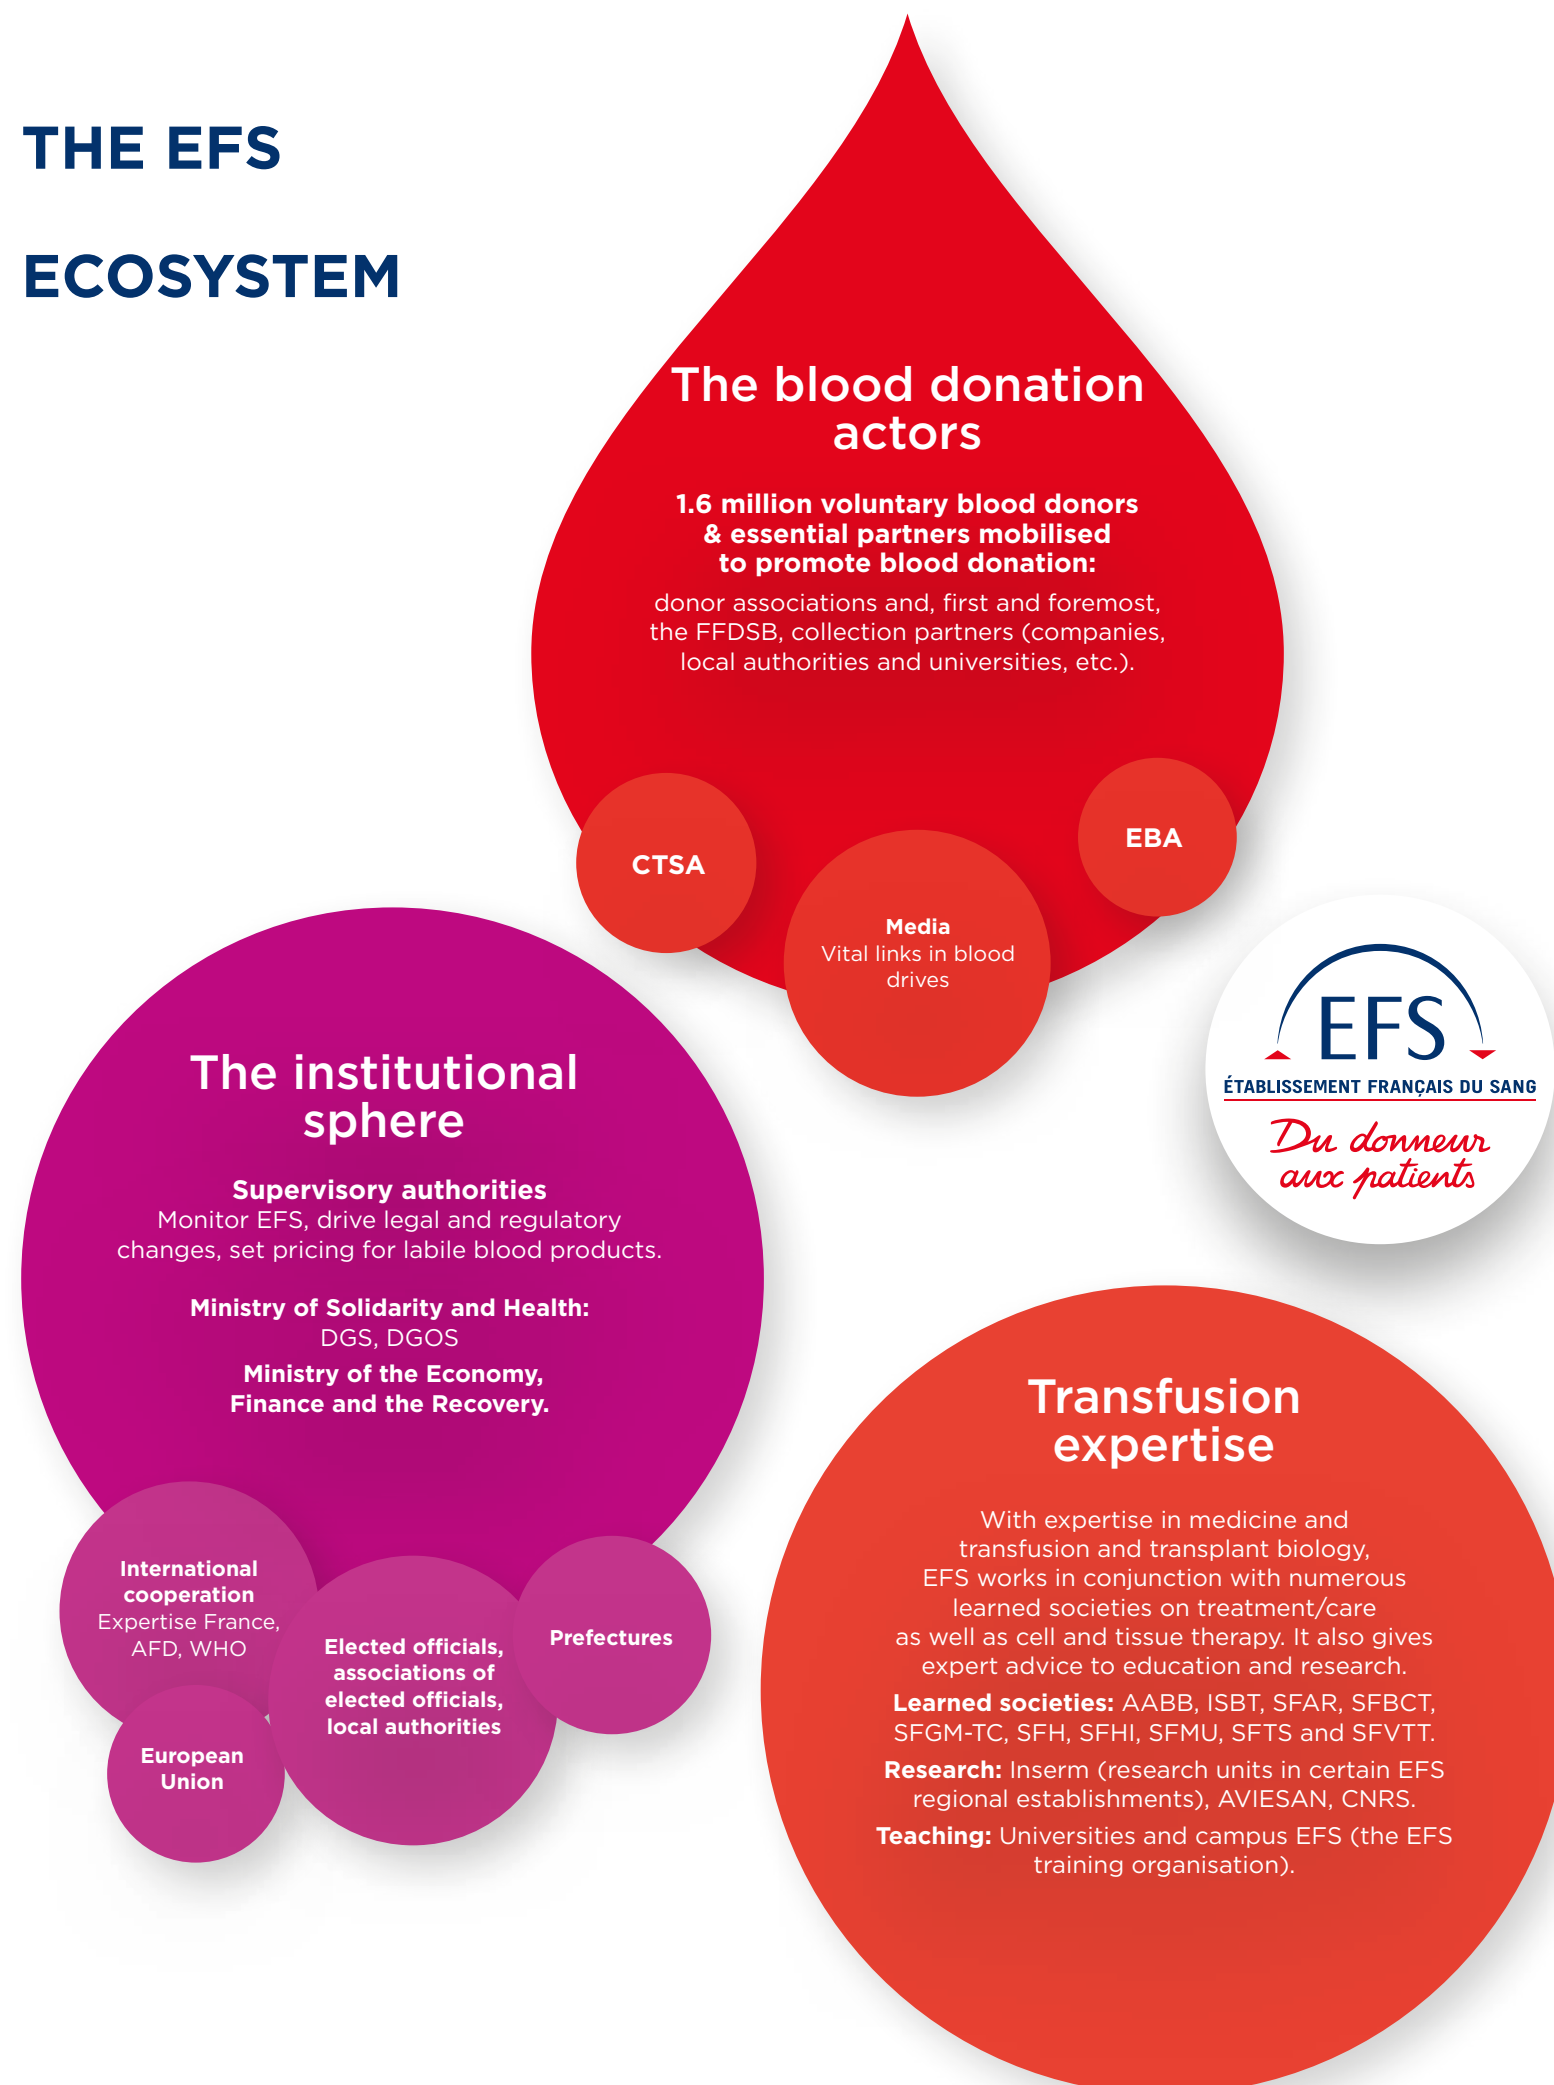 THE EFS
ECOSYSTEM
The blood donation
actors
1.6 million voluntary blood donors
& essential partners mobilised
to promote blood donation:
donor associations and, first and foremost,
the FFDSB, collection partners (companies,
local authorities and universities, etc.).
CTSA
Media
Vital links in blood
drives
EBA
EFS
ÉTABLISSEMENT FRANÇAIS DU SANG
Du donneur
aux patients
The institutional
sphere
Supervisory authorities
Monitor EFS, drive legal and regulatory
changes, set pricing for labile blood products.
Ministry of Solidarity and Health:
DGS, DGOS
Ministry of the Economy,
Finance and the Recovery.
International
cooperation
Expertise France,
AFD, WHO
European
Union
Elected officials,
associations of
elected officials,
local authorities
Prefectures
Transfusion
expertise
With expertise in medicine and
transfusion and transplant biology,
EFS works in conjunction with numerous
learned societies on treatment/care
as well as cell and tissue therapy. It also gives
expert advice to education and research.
Learned societies: AABB, ISBT, SFAR, SFBCT,
SFGM-TC, SFH, SFHI, SFMU, SFTS and SFVTT.
Research: Inserm (research units in certain EFS
regional establishments), AVIESAN, CNRS.
Teaching: Universities and campus EFS (the EFS
training organisation).